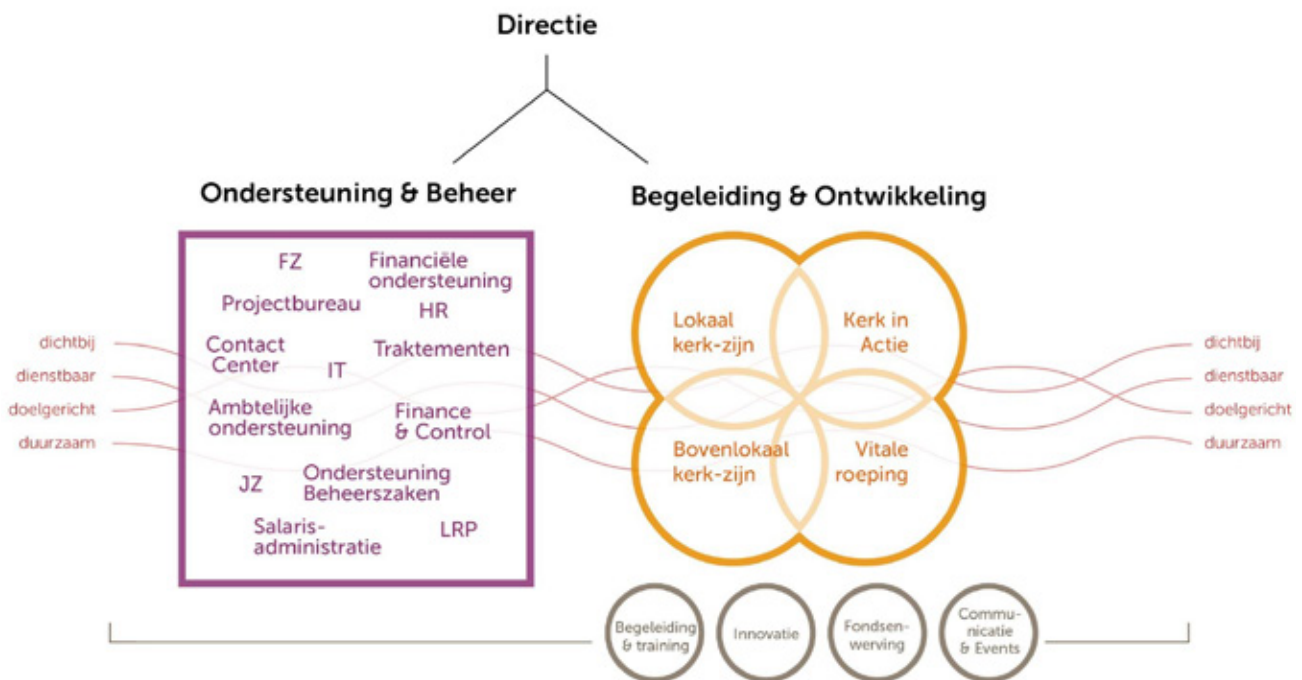 Directie
Ondersteuning & Beheer
Begeleiding & Ontwikkeling
FZ
Financiële
ondersteuning
Projectbureau
HR
Contact
Center
IT
Traktementen
Ambtelijke
ondersteuning
Finance
& Control
JZ
Ondersteuning
Beheerszaken
Salaris-
administratie
LRP
dichtbij
dienstbaar
doelgericht
duurzaam
Lokaal
kerk-zijn
Kerk in
Actie
Bovenlokaal
kerk-zijn
Vitale
roeping
dichtbij
dienstbaar
doelgericht
duurzaam
Begeleiding
& training
Innovatie
Fondsen-
werving
Commu-
nicatie
& Events